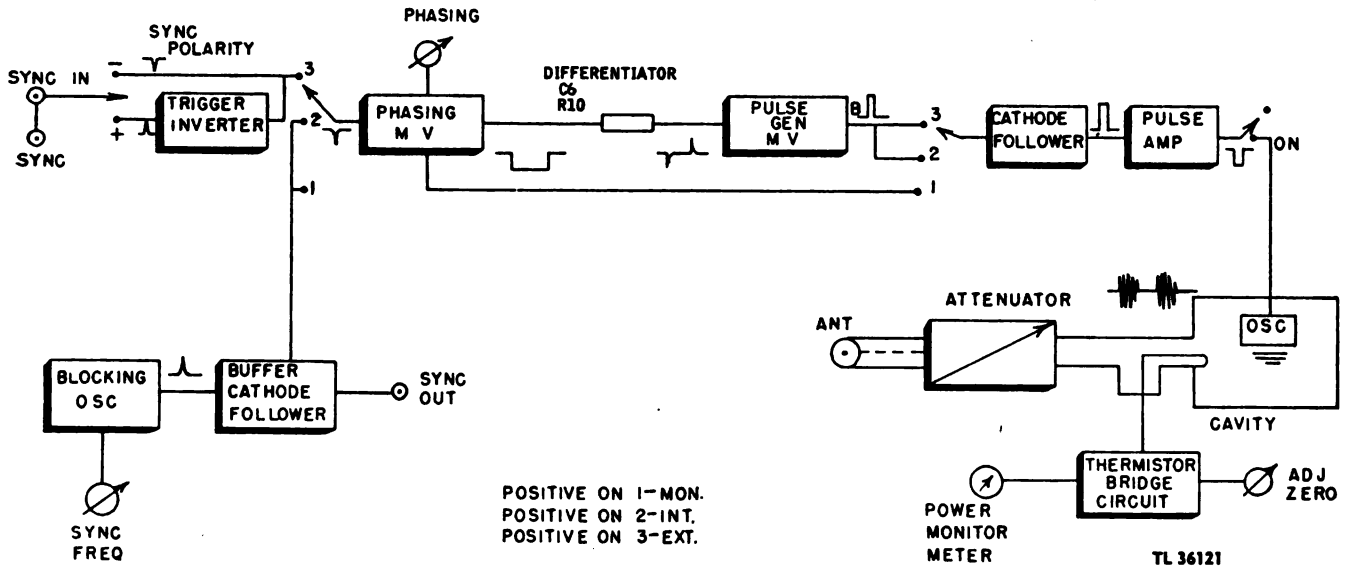 PHASING
SYNC
POLARITY
SYNC IN
SYNC
−
+
TRIGGER
INVERTER
3
2
1
PHASING
M V
DIFFERENTIATOR
C6
R10
PULSE
GEN
M V
B
3
2
1
CATHODE
FOLLOWER
PULSE
AMP
ON
ATTENUATOR
ANT
OSC
CAVITY
BLOCKING
OSC
BUFFER
CATHODE
FOLLOWER
SYNC
OUT
SYNC
FREQ
POSITIVE ON 1-MON.
POSITIVE ON 2-INT.
POSITIVE ON 3-EXT.
THERMISTOR
BRIDGE
CIRCUIT
POWER
MONITOR
METER
ADJ
ZERO
TL 36121